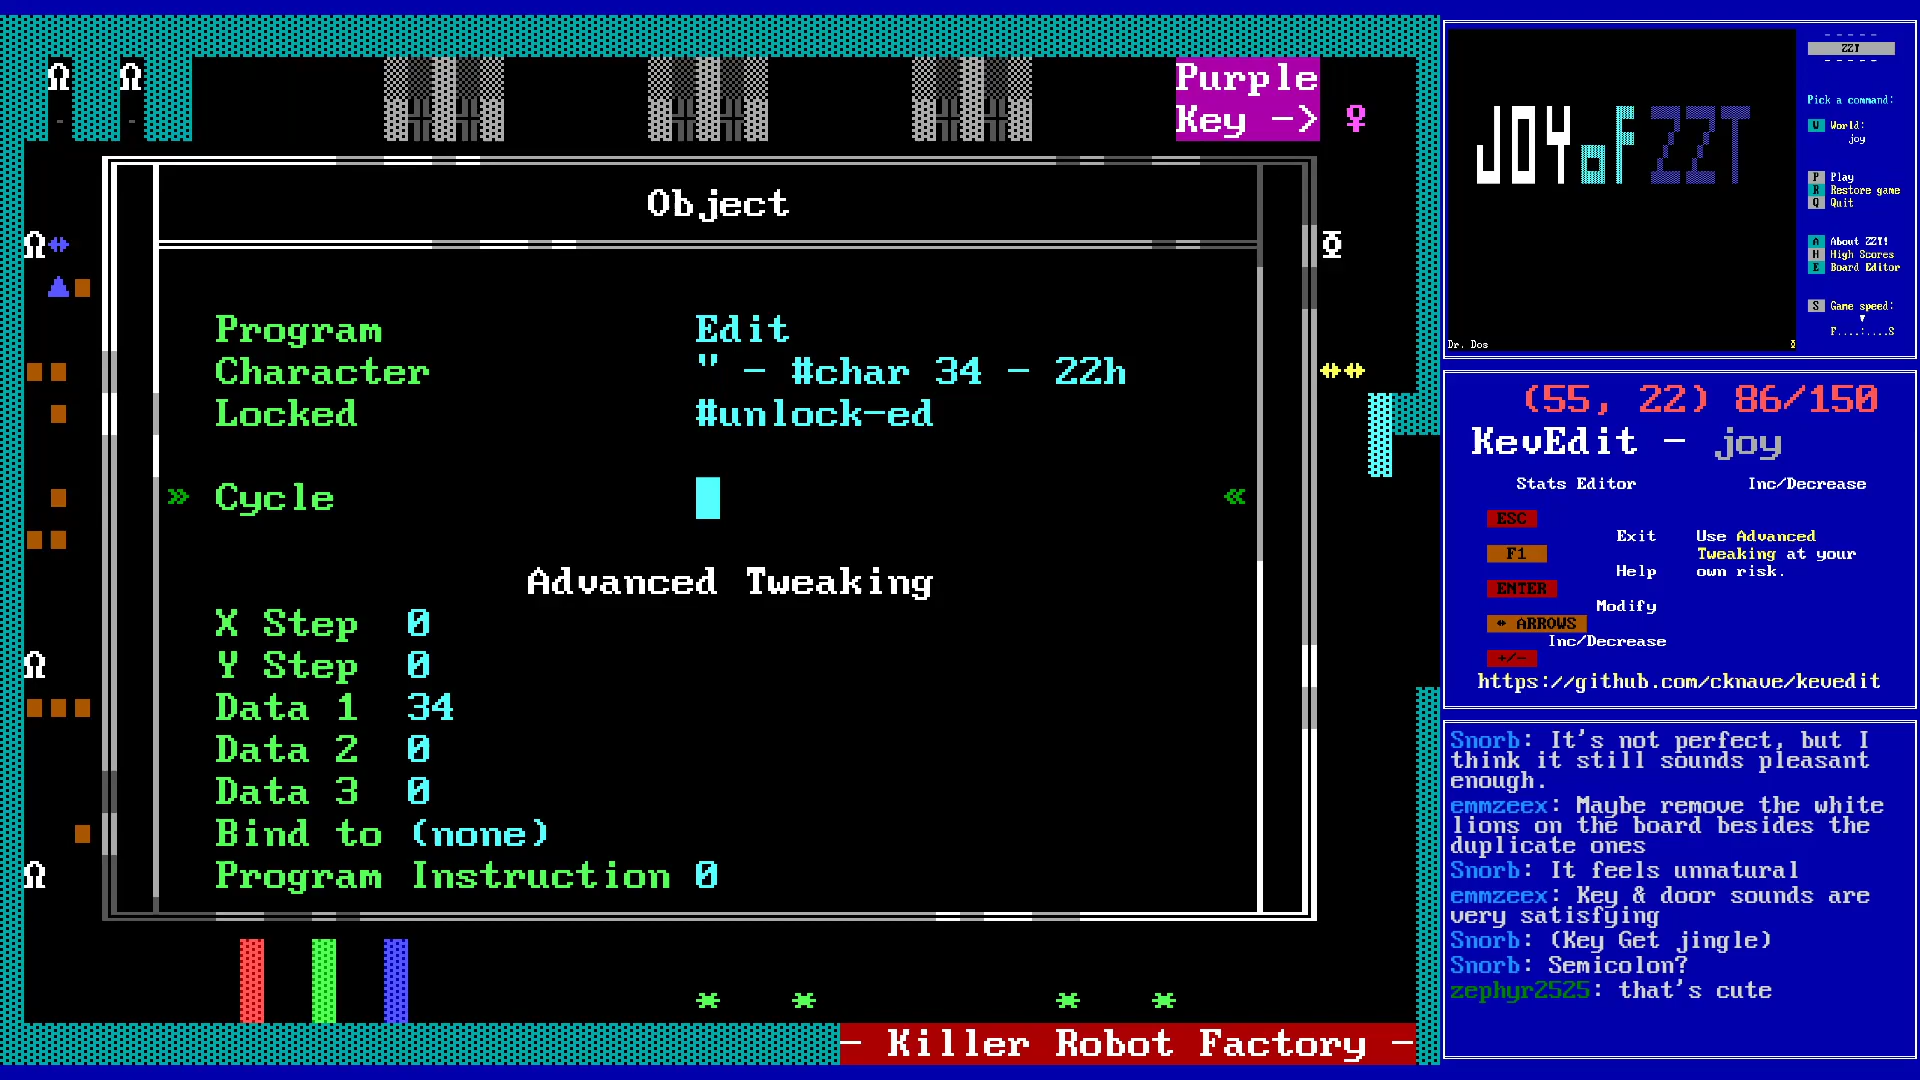 Purple
Key ->
Object
Program Edit
Character " - #char 34 - 22h
Locked #unlock-ed
» Cycle «
Advanced Tweaking
X Step 0
Y Step 0
Data 1 34
Data 2 0
Data 3 0
Bind to (none)
Program Instruction 0
- Killer Robot Factory -
JOY of ZZT
Dr. Dos
ZZT
Pick a command:
W World:
joy
P Play
R Restore game
Q Quit
A About ZZT!
H High Scores
E Board Editor
S Game speed:
F....:....S
(55, 22) 86/150
KevEdit - joy
Stats Editor Inc/Decrease
ESC
Exit
F1
Help
ENTER
Modify
↔ ARROWS
Inc/Decrease
+/-
Use Advanced
Tweaking at your
own risk.
https://github.com/cknave/kevedit
Snorb: It's not perfect, but I
think it still sounds pleasant
enough.
emmzeex: Maybe remove the white
lions on the board besides the
duplicate ones
Snorb: It feels unnatural
emmzeex: Key & door sounds are
very satisfying
Snorb: (Key Get jingle)
Snorb: Semicolon?
zephyr2525: that's cute